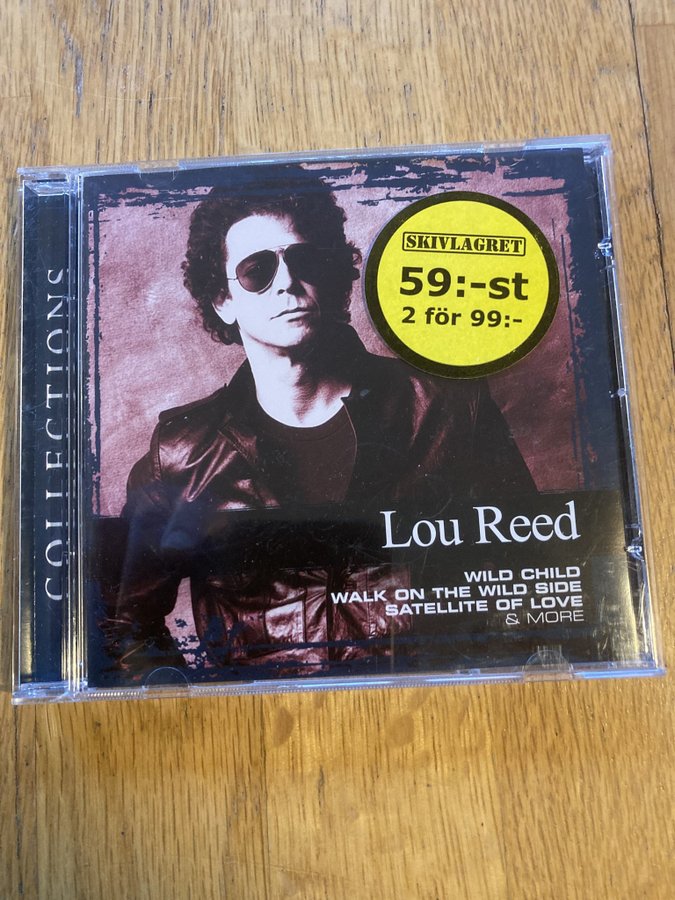 COLLECTIONS
SKIVLAGRET
59:-st
2 för 99:-
Lou Reed
WILD CHILD
WALK ON THE WILD SIDE
SATELLITE OF LOVE
& MORE